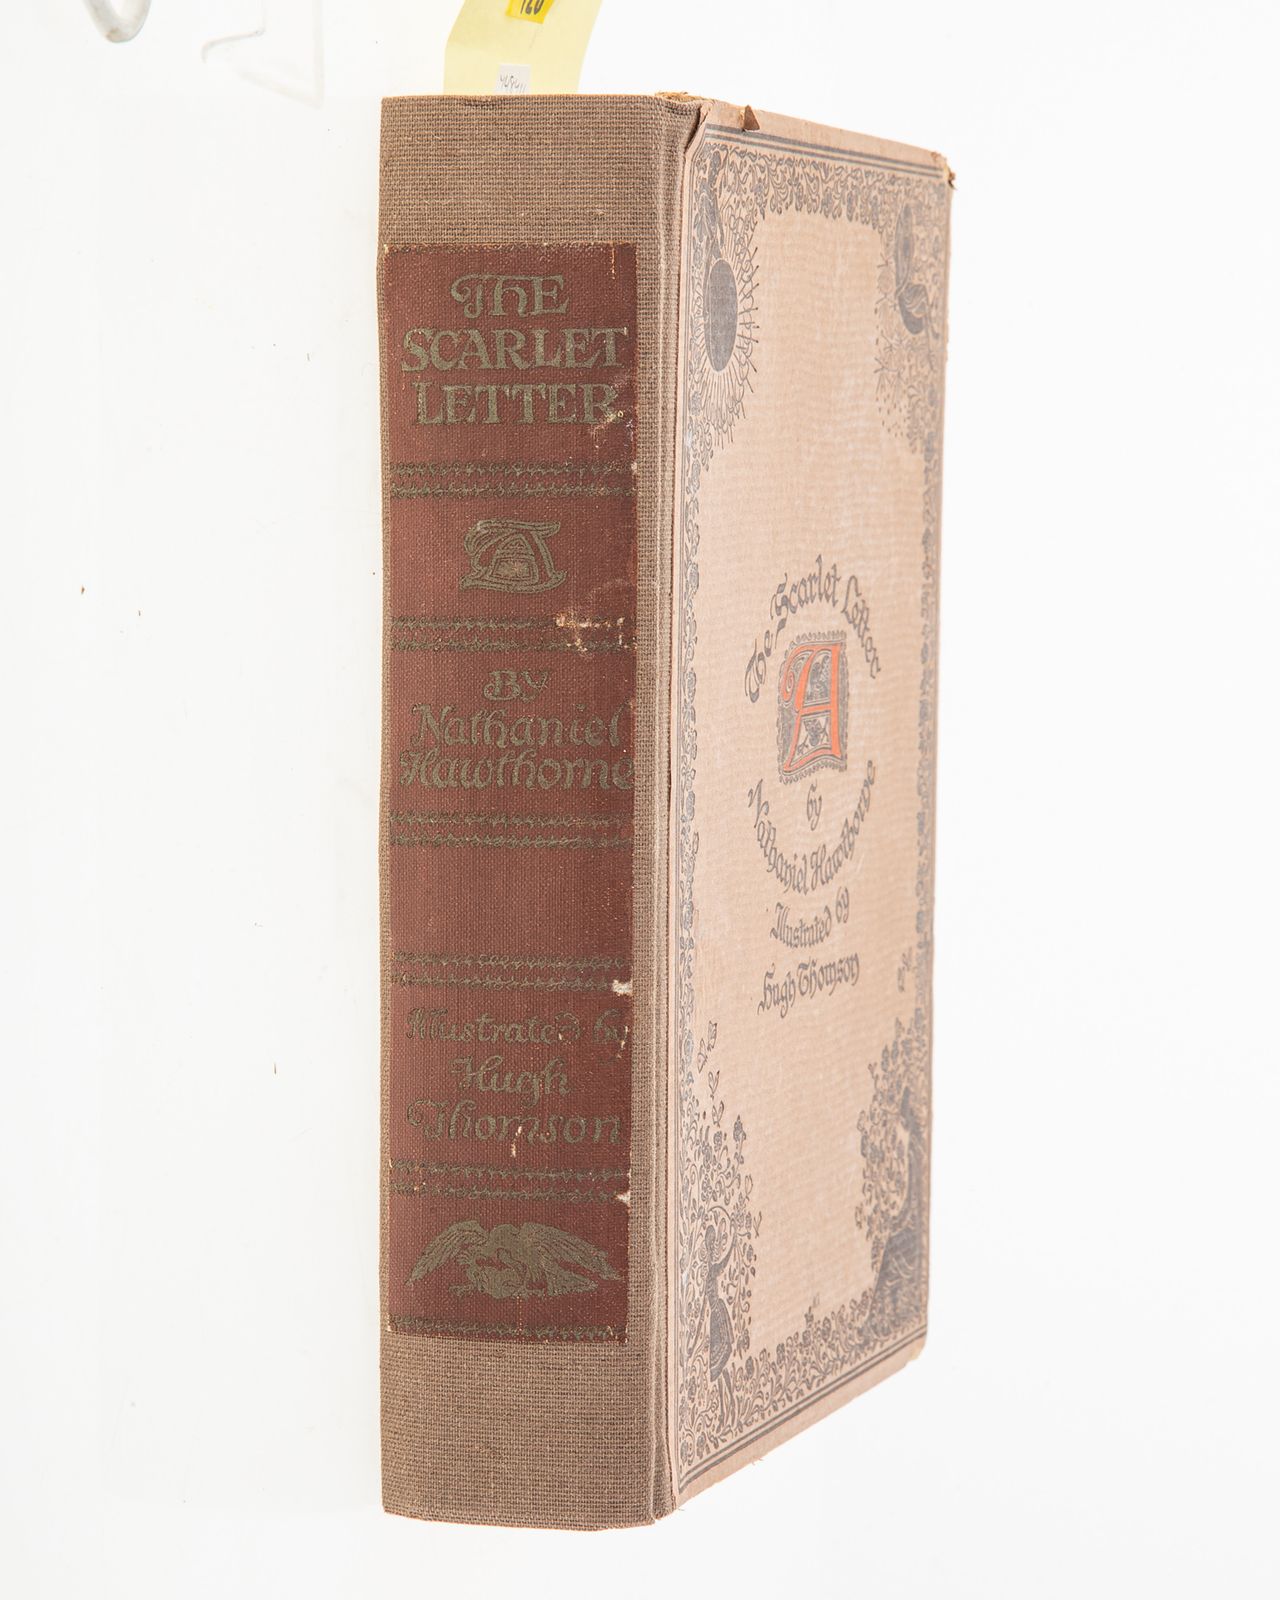 THE
SCARLET
LETTER
A
BY
Nathaniel
Hawthorne
Illustrated by
Hugh
Thomson
The Scarlet Letter
A
by
Nathaniel Hawthorne
Illustrated by
Hugh Thomson